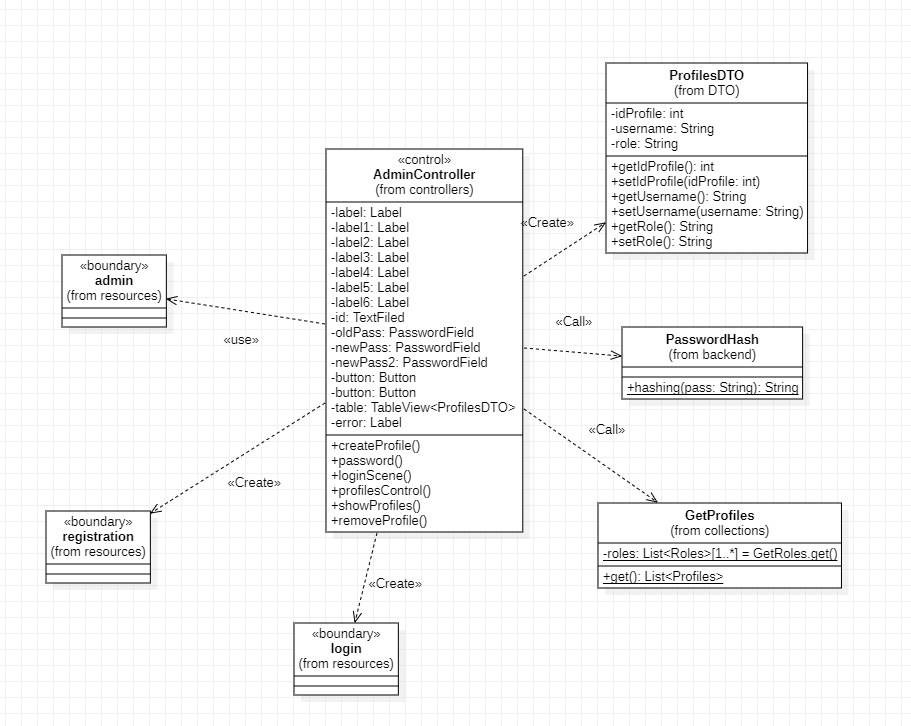 ProfilesDTO
(from DTO)
-idProfile: int
-username: String
-role: String
+getIdProfile(): int
+setIdProfile(idProfile: int)
+getUsername(): String
+setUsername(username: String)
+getRole(): String
+setRole(): String
«control»
AdminController
(from controllers)
-label: Label
-label1: Label
-label2: Label
-label3: Label
-label4: Label
-label5: Label
-label6: Label
-id: TextFiled
-oldPass: PasswordField
-newPass: PasswordField
-newPass2: PasswordField
-button: Button
-button: Button
-table: TableView<ProfilesDTO>
-error: Label
+createProfile()
+password()
+loginScene()
+profilesControl()
+showProfiles()
+removeProfile()
«Create»
«boundary»
admin
(from resources)
«use»
«Call»
PasswordHash
(from backend)
+hashing(pass: String): String
«Call»
«Create»
GetProfiles
(from collections)
-roles: List<Roles>[1..*] = GetRoles.get()
+get(): List<Profiles>
«boundary»
registration
(from resources)
«Create»
«boundary»
login
(from resources)